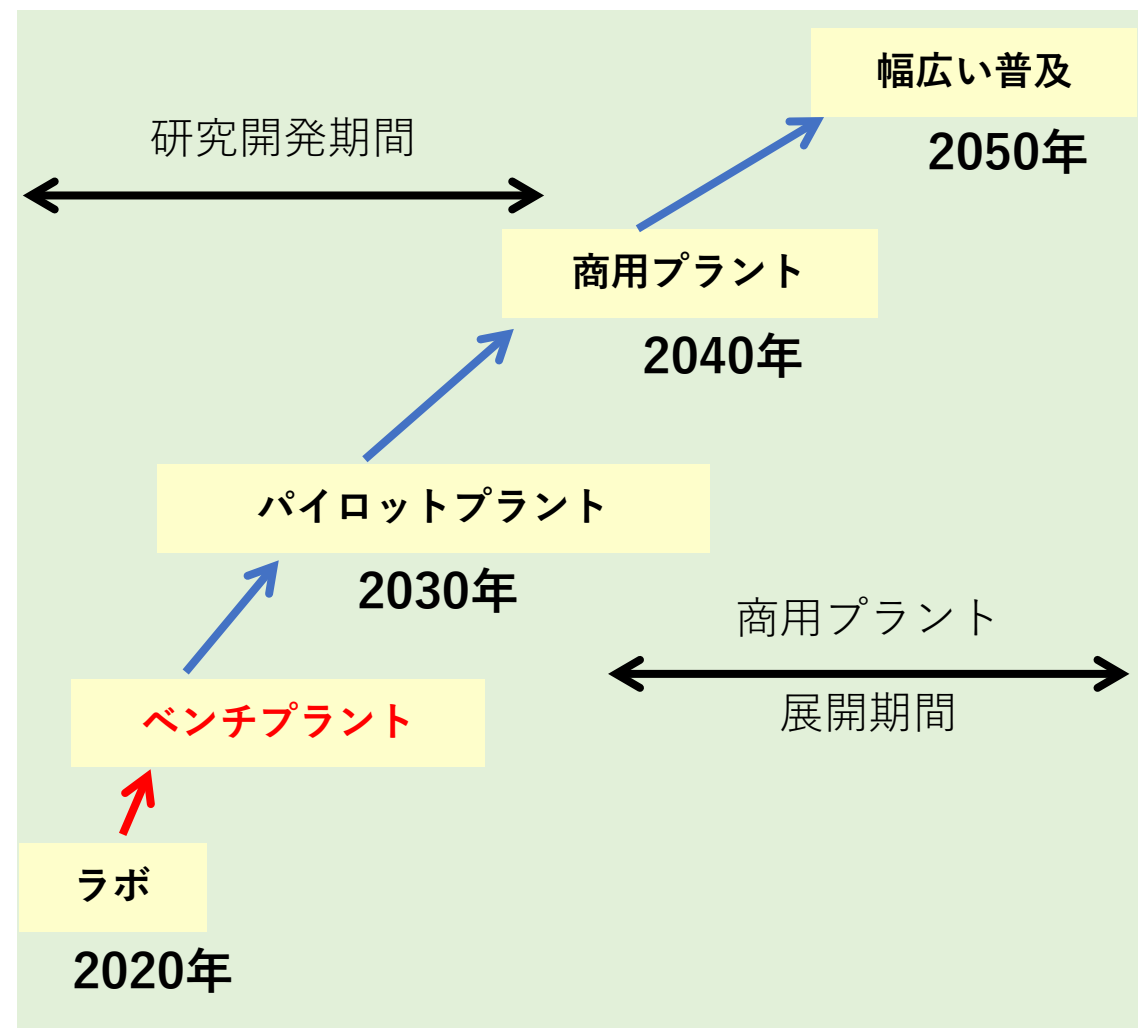 幅広い普及
2050年
研究開発期間
商用プラント
2040年
パイロットプラント
2030年
商用プラント
展開期間
ベンチプラント
ラボ
2020年